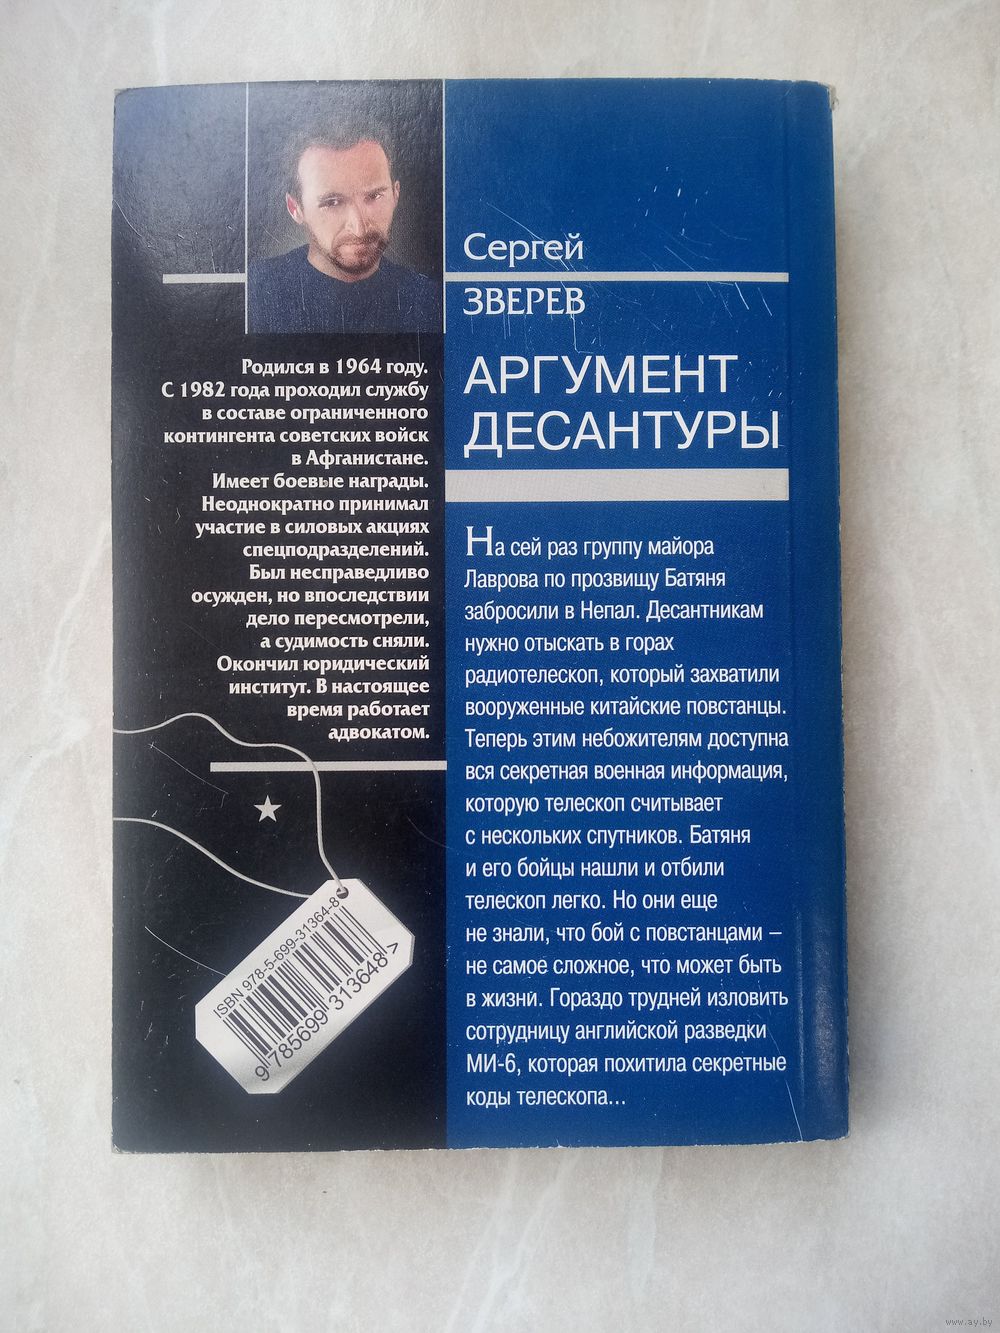 Сергей
ЗВЕРЕВ
АРГУМЕНТ
ДЕСАНТУРЫ
Родился в 1964 году.
С 1982 года проходил службу
в составе ограниченного
контингента советских войск
в Афганистане.
Имеет боевые награды.
Неоднократно принимал
участие в силовых акциях
спецподразделений.
Был несправедливо
осужден, но впоследствии
дело пересмотрели,
а судимость сняли.
Окончил юридический
институт. В настоящее
время работает
адвокатом.
На сей раз группу майора
Лаврова по прозвищу Батяня
забросили в Непал. Десантникам
нужно отыскать в горах
радиотелескоп, который захватили
вооруженные китайские повстанцы.
Теперь этим небожителям доступна
вся секретная военная информация,
которую телескоп считывает
с нескольких спутников. Батяня
и его бойцы нашли и отбили
телескоп легко. Но они еще
не знали, что бой с повстанцами –
не самое сложное, что может быть
в жизни. Гораздо трудней изловить
сотрудницу английской разведки
МИ-6, которая похитила секретные
коды телескопа...
ISBN 978-5-699-31364-8
9 785699 313648 >
www.ay.by